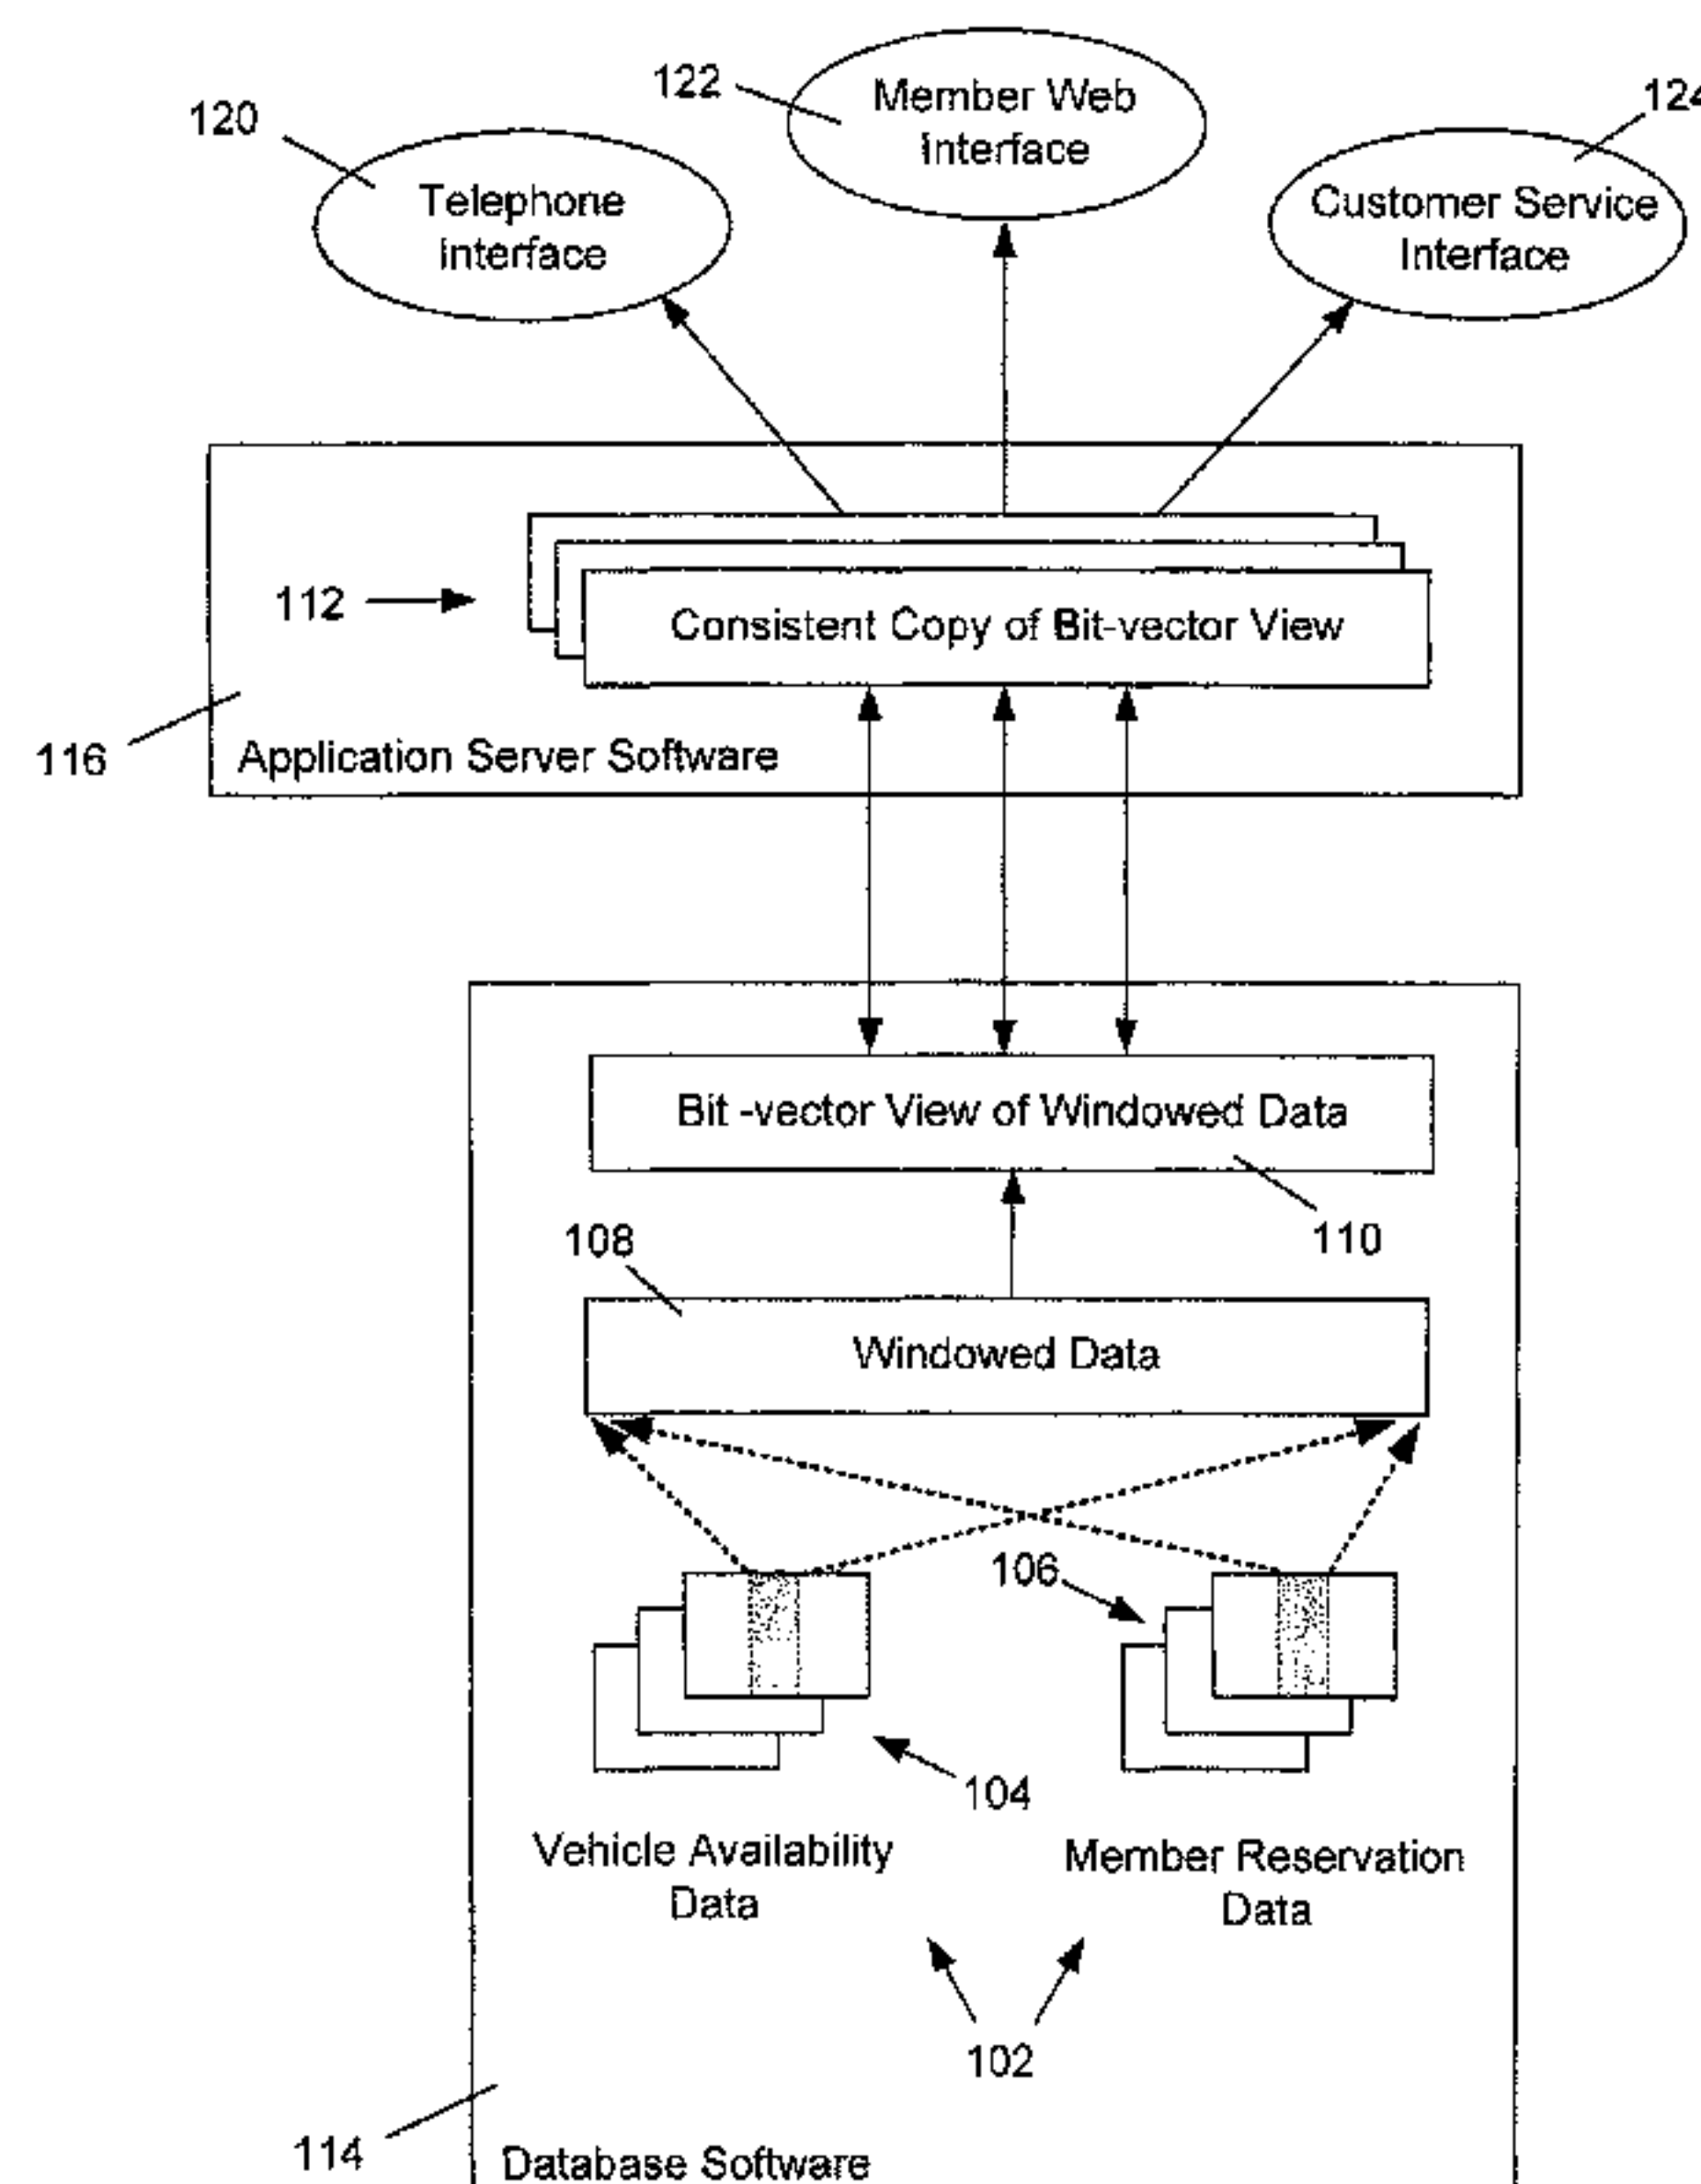 122
Member Web
Interface
124
120
Telephone
Interface
Customer Service
Interface
112
Consistent Copy of Bit-vector View
116
Application Server Software
Bit -vector View of Windowed Data
108
110
Windowed Data
106
104
Vehicle Availability
Data
Member Reservation
Data
102
114
Database Software